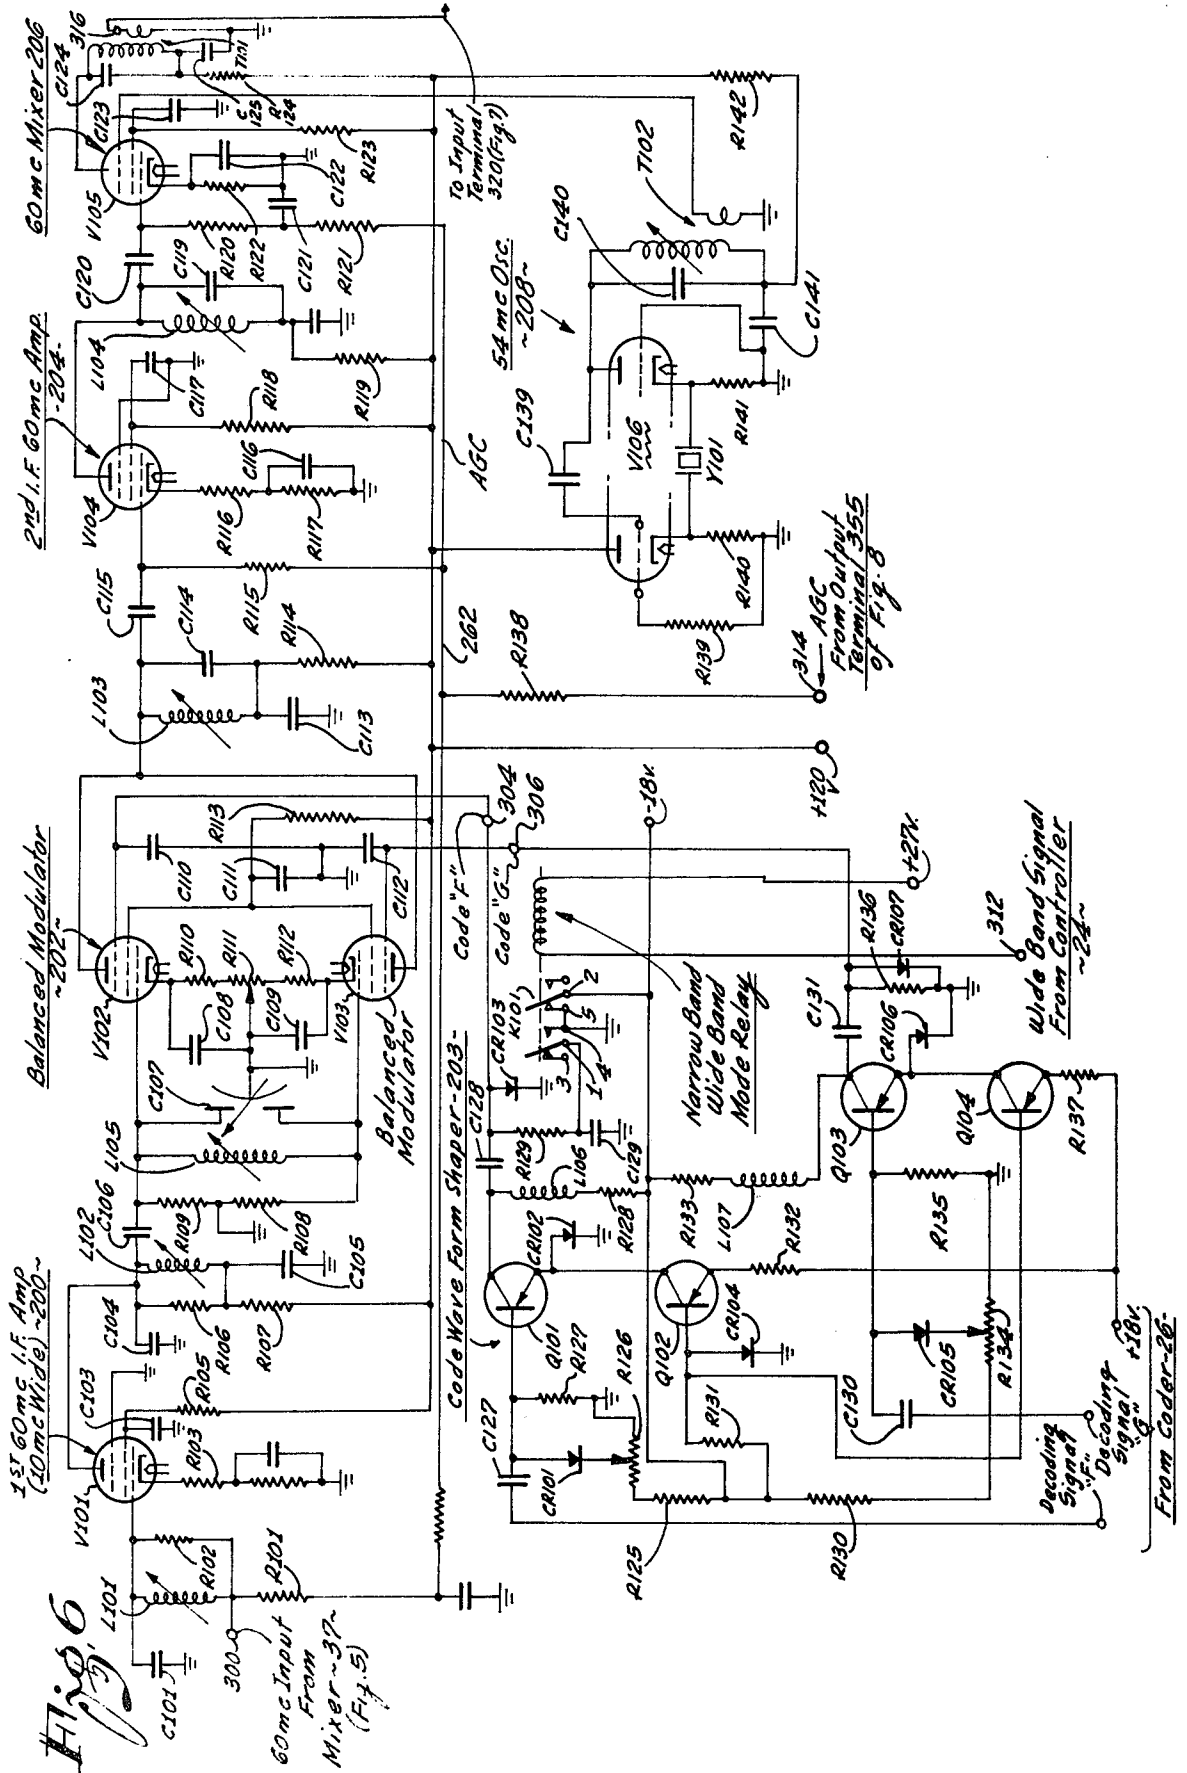 Fig. 6
1ST 60mc I.F. Amp
(10mc Wide) ~200~
Balanced Modulator
~202~
2nd I.F. 60mc Amp.
-204-
60mc Mixer 206
V101
L101
R102
C101
300
R101
60mc Input
From
Mixer~37~
(Fig. 5)
R103
C103
R105
C104
R106
R107
L102
C106
C105
R109
R108
L105
C107
V102
R110
R111
R112
C108
C109
V103
Balanced
Modulator
C110
C111
C112
R113
L103
C113
C114
R114
C115
R115
V104
R116
R117
C116
C117
R118
L104
R119
C119
C120
V105
R120
R122
C121
R121
C122
R123
C123
C124
C
125
R
124
T101
316
To Input
Terminal
320 (Fig. 7)
AGC
262
R138
314
AGC
From Output
Terminal 355
of Fig. 8
+120
V
54mc Osc.
~208~
C139
V106
Y101
R139
R140
R141
C140
C141
T102
R142
Code Wave Form Shaper-203-
Code "F"
304
Code "G"
306
-18v.
C128
CR103
K101
1
2
3
4
5
R129
C129
L106
R128
CR102
Q101
C127
R127
CR101
R126
R125
Narrow Band
Wide Band
Mode Relay
+27v.
312
Wide Band Signal
From Controller
~24~
R133
L107
R132
Q102
CR104
R131
R130
Q103
C131
R136
CR107
CR106
Q104
R137
R135
CR105
R134
C130
+18v.
Decoding
Signal
"F"
Decoding
Signal
"G"
From Coder-26-